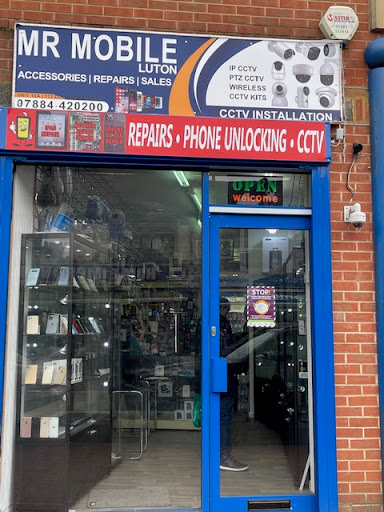 MR MOBILE
LUTON
ACCESSORIES | REPAIRS | SALES
07884 420200
IP CCTV
PTZ CCTV
WIRELESS
CCTV KITS
CCTV INSTALLATION
REPAIRS • PHONE UNLOCKING • CCTV
OPEN
welcome
STOP